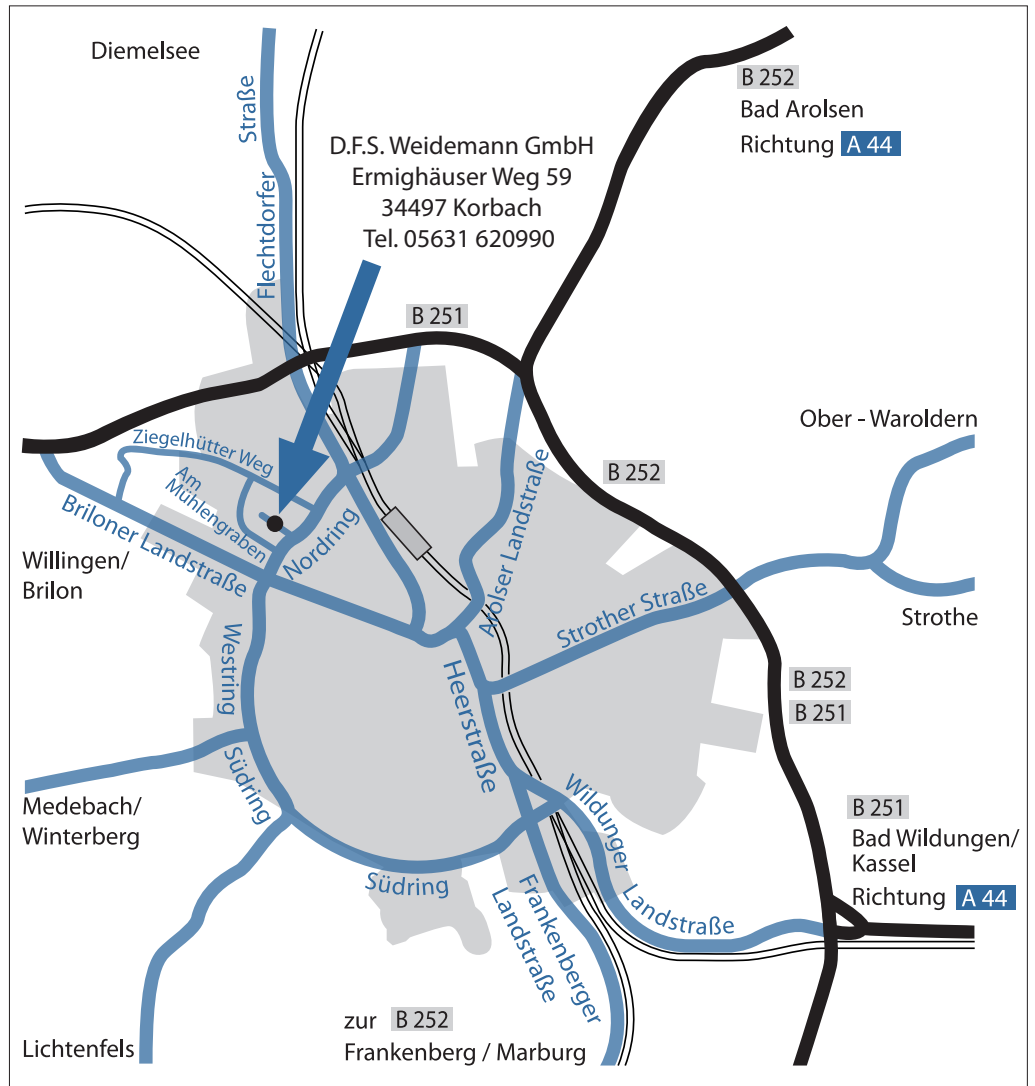 Diemelsee
B 252
Bad Arolsen
Richtung A 44
Straße
Flechtdorfer
D.F.S. Weidemann GmbH
Ermighäuser Weg 59
34497 Korbach
Tel. 05631 620990
B 251
Ober - Waroldern
Ziegelhütter Weg
Am
Mühlengraben
B 252
Briloner Landstraße
Nordring
Arolser Landstraße
Willingen/
Brilon
Strother Straße
Strothe
Westring
Heerstraße
B 252
B 251
Südring
Medebach/
Winterberg
Wildunger
Landstraße
B 251
Bad Wildungen/
Kassel
Richtung A 44
Südring
Frankenberger
Landstraße
zur B 252
Frankenberg / Marburg
Lichtenfels